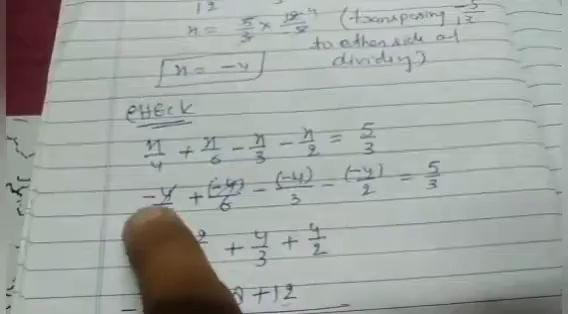 12
n = 5/3 × 12/5 (transposing -5/12
to other side and
dividing)
n = -4
CHECK
n/4 + n/6 - n/3 - n/2 = 5/3
-4/ + (-4)/6 - (-4)/3 - (-4)/2 = 5/3
2 + 4/3 + 4/2
+12